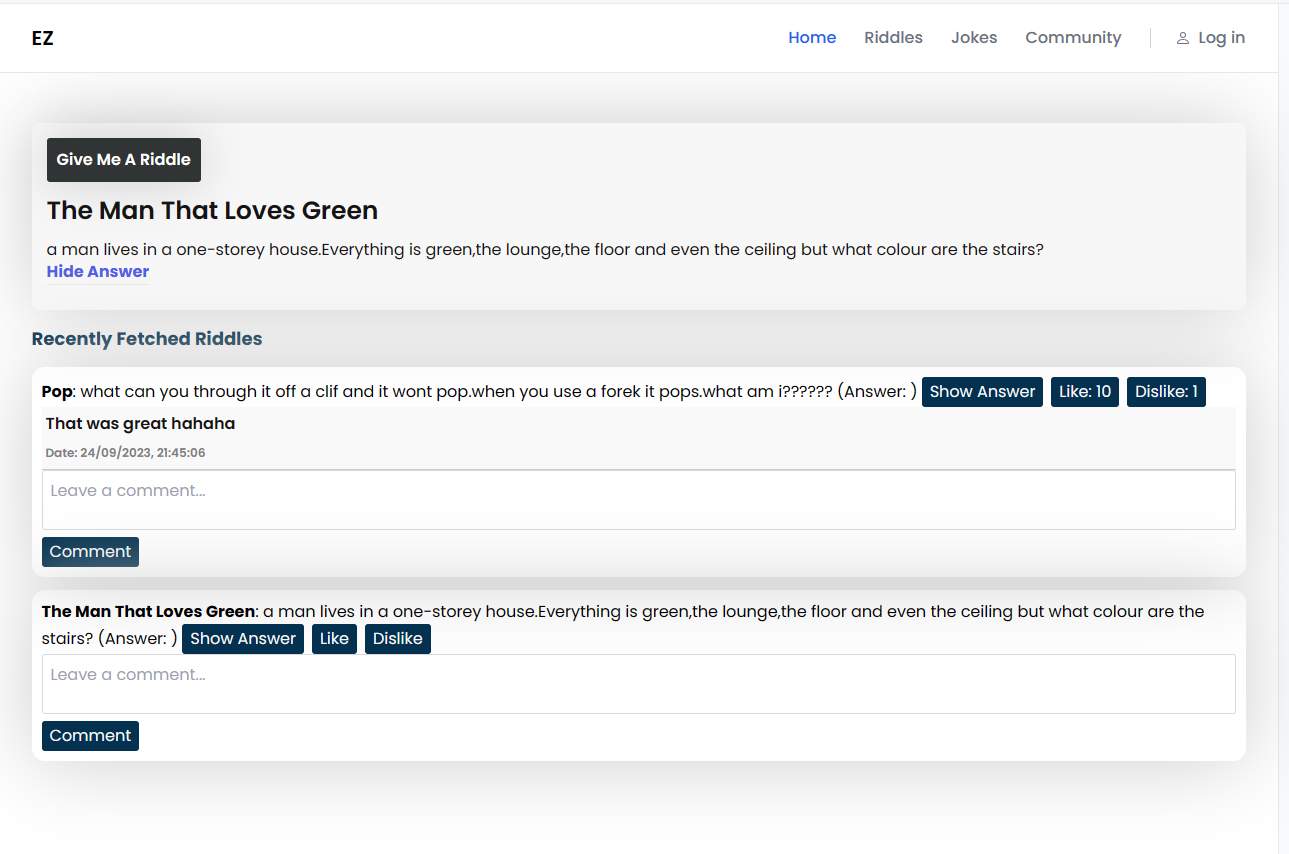 EZ
Home Riddles Jokes Community Log in
Give Me A Riddle
The Man That Loves Green
a man lives in a one-storey house.Everything is green,the lounge,the floor and even the ceiling but what colour are the stairs?
Hide Answer
Recently Fetched Riddles
Pop: what can you through it off a clif and it wont pop.when you use a forek it pops.what am i?????? (Answer: ) Show Answer Like: 10 Dislike: 1
That was great hahaha
Date: 24/09/2023, 21:45:06
Leave a comment...
Comment
The Man That Loves Green: a man lives in a one-storey house.Everything is green,the lounge,the floor and even the ceiling but what colour are the
stairs? (Answer: ) Show Answer Like Dislike
Leave a comment...
Comment